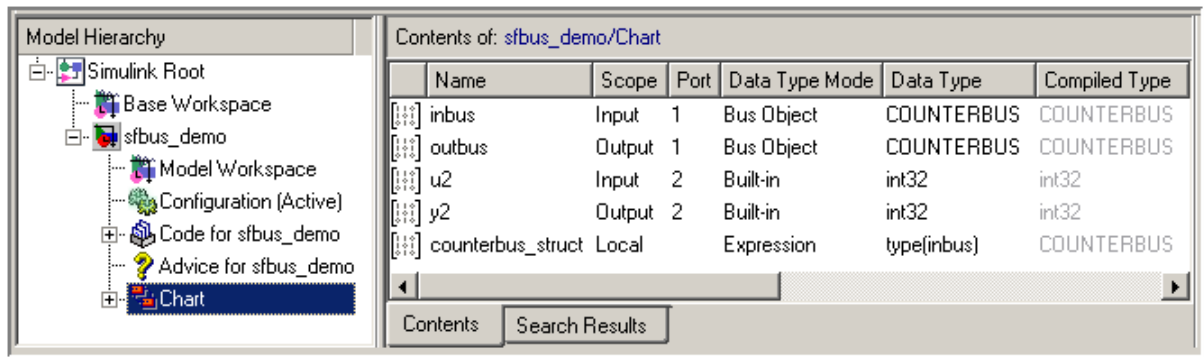 Model Hierarchy
Simulink Root
Base Workspace
sfbus_demo
Model Workspace
Configuration (Active)
Code for sfbus_demo
Advice for sfbus_demo
Chart
Contents of: sfbus_demo/Chart
Name Scope Port Data Type Mode Data Type Compiled Type
inbus Input 1 Bus Object COUNTERBUS COUNTERBUS
outbus Output 1 Bus Object COUNTERBUS COUNTERBUS
u2 Input 2 Built-in int32 int32
y2 Output 2 Built-in int32 int32
counterbus_struct Local Expression type(inbus) COUNTERBUS
Contents Search Results